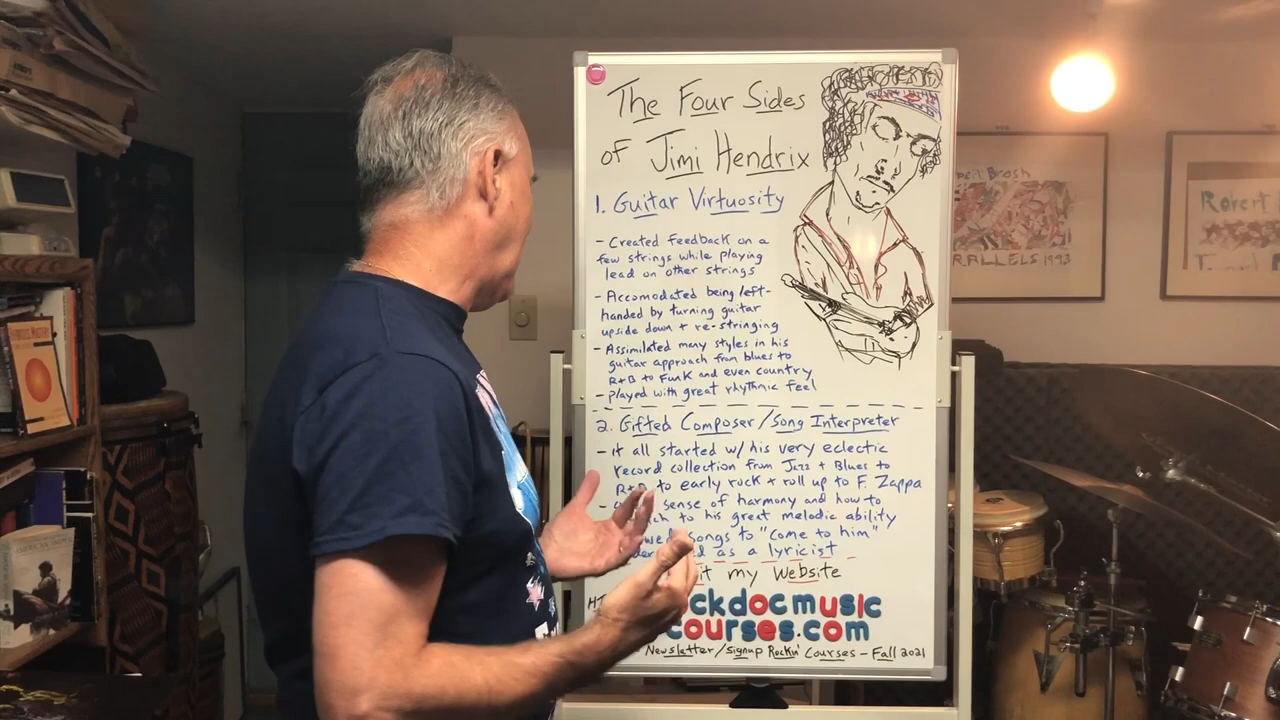 The Four Sides
of Jimi Hendrix
1. Guitar Virtuosity
- Created feedback on a
few strings while playing
lead on other strings
- Accomodated being left-
handed by turning guitar
upside down + re-stringing
- Assimilated many styles in his
guitar approach from blues to
R+B to Funk and even country
- played with great rhythmic feel
2. Gifted Composer/Song Interpreter
- it all started w/ his very eclectic
record collection from Jazz + Blues to
R+B to early rock + roll up to F. Zappa
sense of harmony and how to
to his great melodic ability
songs to "come to him"
as a lyricist
my Website
ckdocmusic
courses.com
Newsletter/Signup Rockin' Courses - Fall 2021
RALLELS 1993
Robert